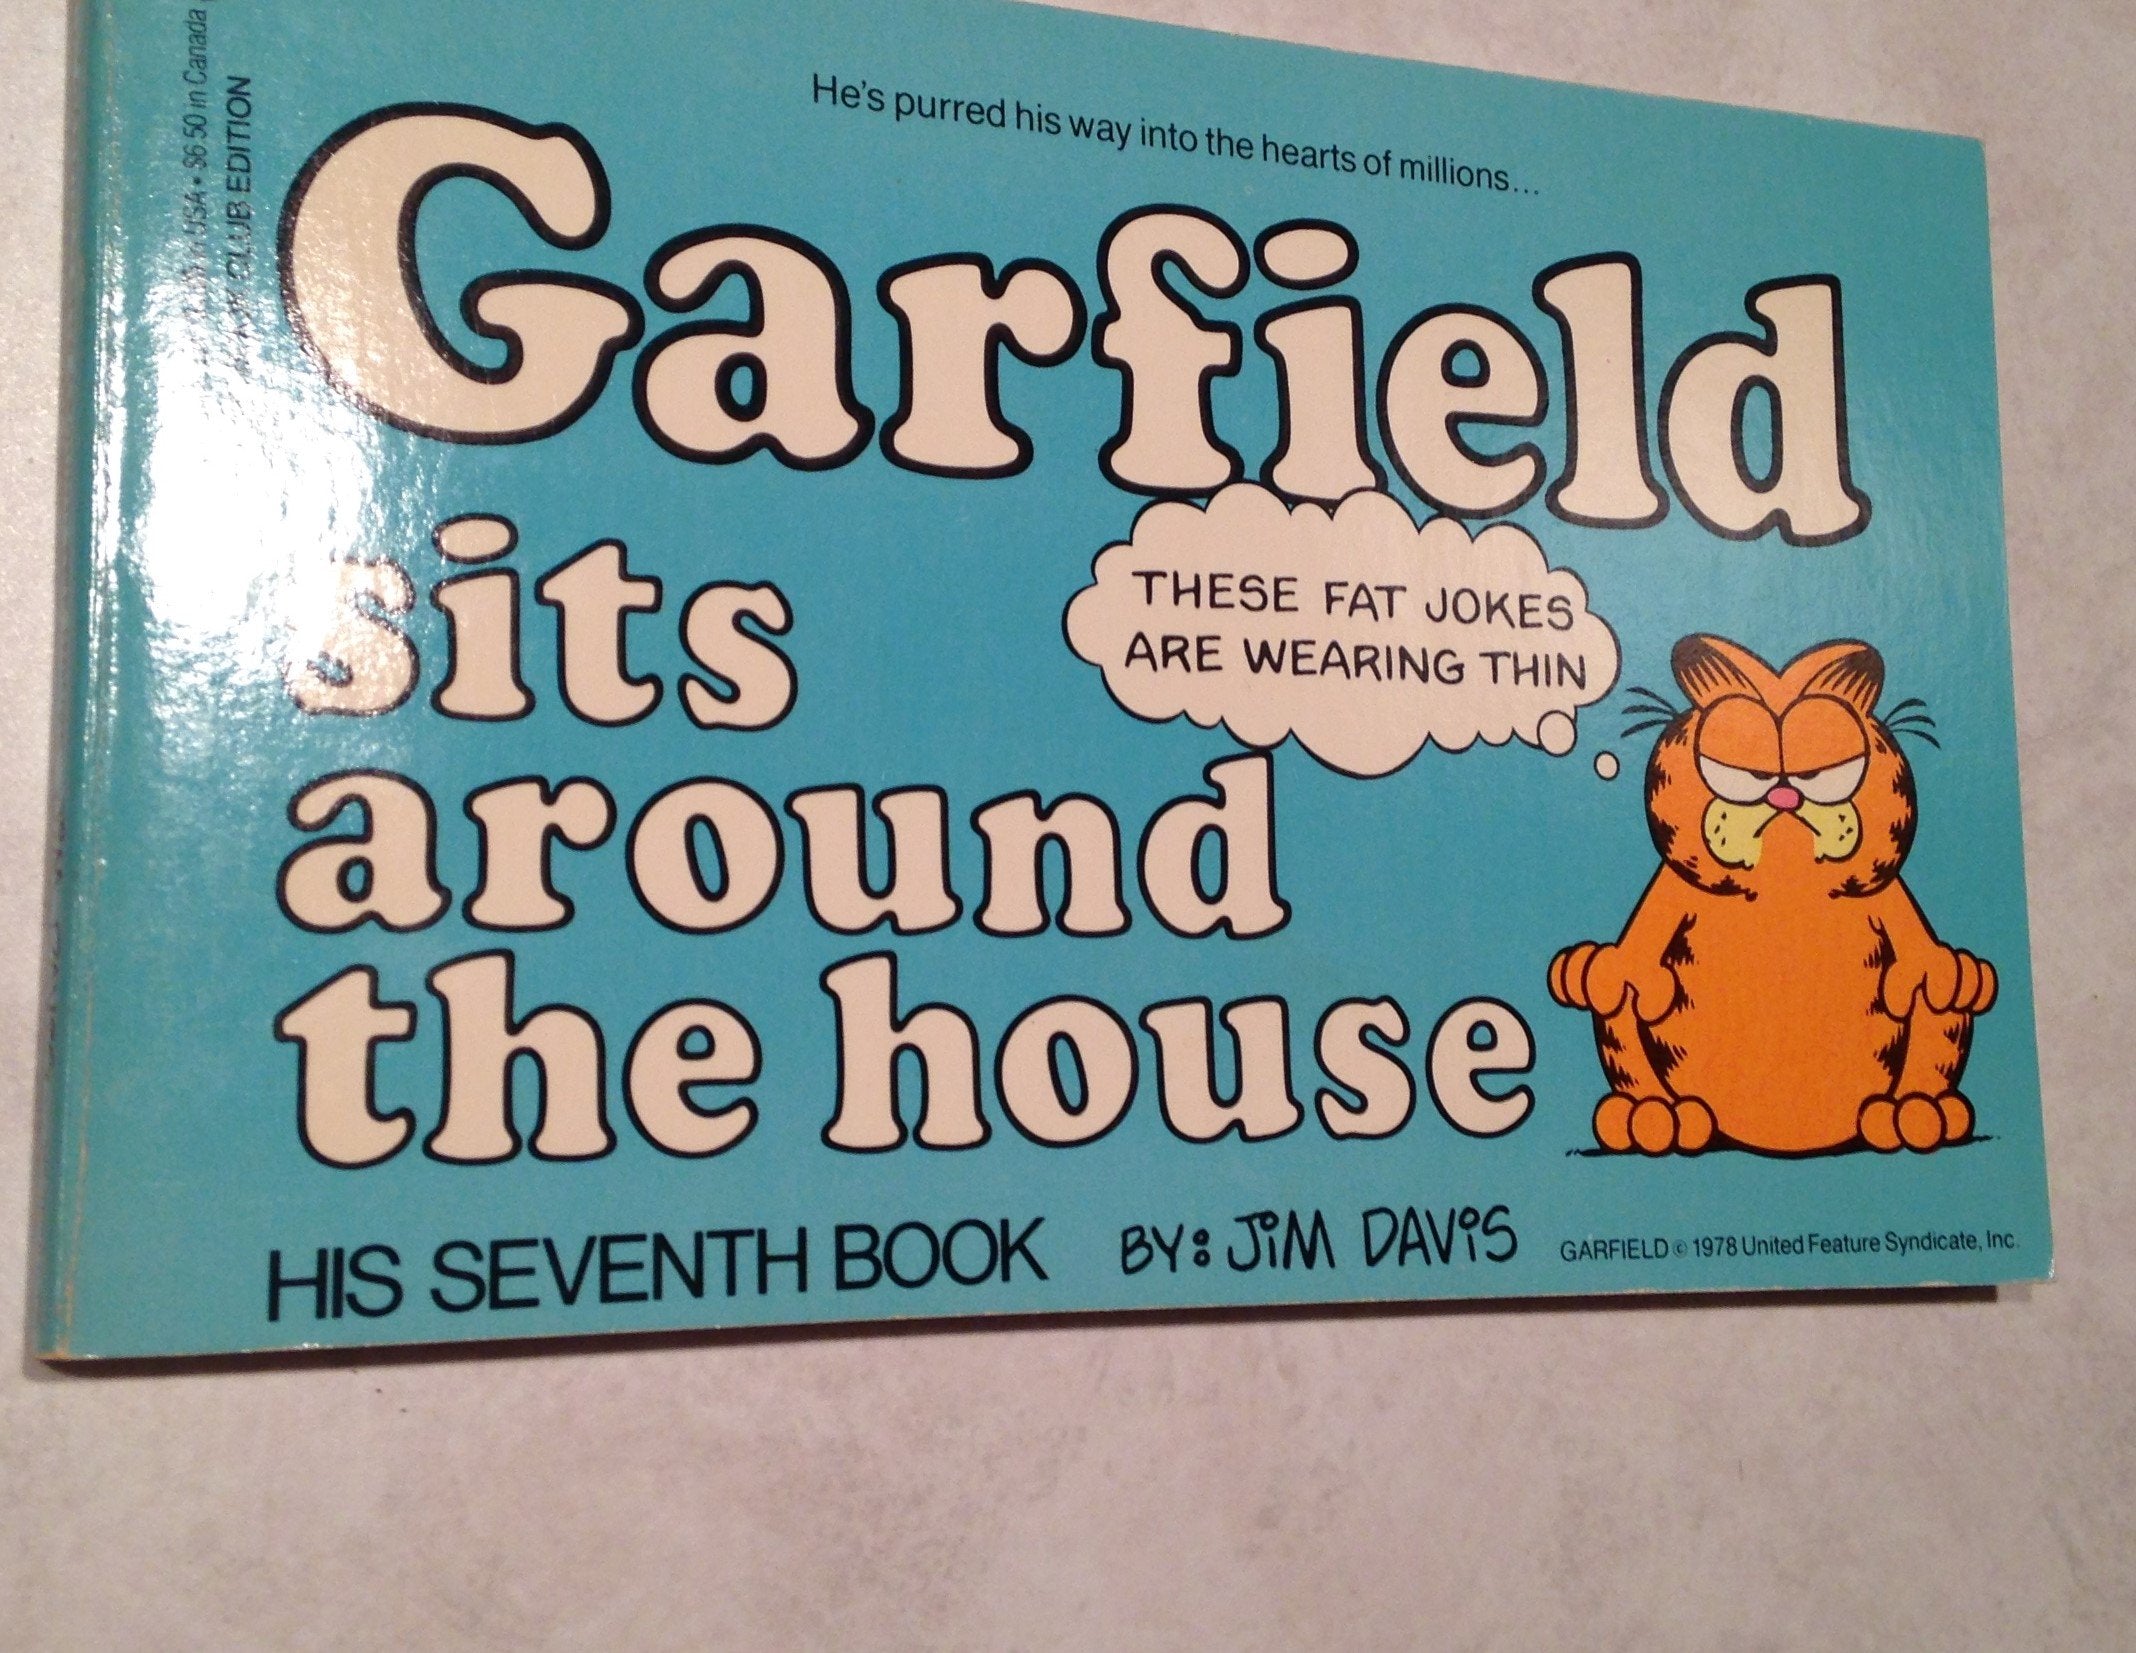 in USA • $6.50 in Canada
CLUB EDITION
He's purred his way into the hearts of millions...
Garfield
sits
around
the house
THESE FAT JOKES
ARE WEARING THIN
HIS SEVENTH BOOK BY: JIM DAVIS GARFIELD © 1978 United Feature Syndicate, Inc.